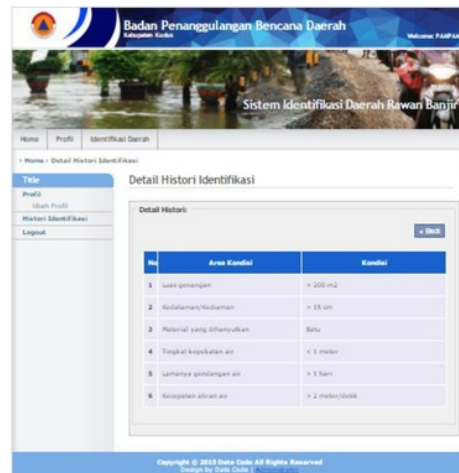 Badan Penanggulangan Bencana Daerah
Kabupaten Kudus
Welcome: PAMPAM
Sistem Identifikasi Daerah Rawan Banjir
Home Profil Identifikasi Daerah
» Home » Detail Histori Identifikasi
Title
Profil
Ubah Profil
Histori Identifikasi
Logout
Detail Histori Identifikasi
Detail Histori:
« Back
No Area Kondisi Kondisi
1 Luas genangan > 200 m2
2 Kedalaman/Kediaman > 15 cm
3 Material yang dihanyutkan Batu
4 Tingkat kepekatan air < 1 meter
5 Lamanya gendangan air > 1 hari
6 Kecepatan aliran air > 2 meter/detik
Copyright © 2015 Data Code All Rights Reserved
Design by Data Code |